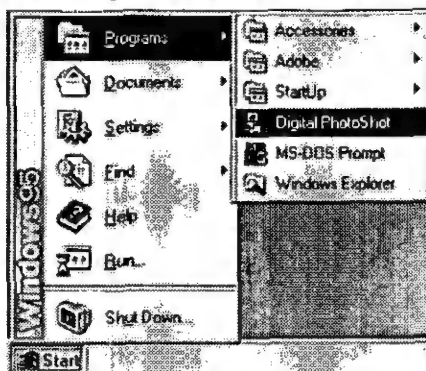 Programs
Documents
Settings
Find
Help
Run...
Shut Down...
Windows95
Start
Accessories
Adobe
StartUp
Digital PhotoShot
MS-DOS Prompt
Windows Explorer